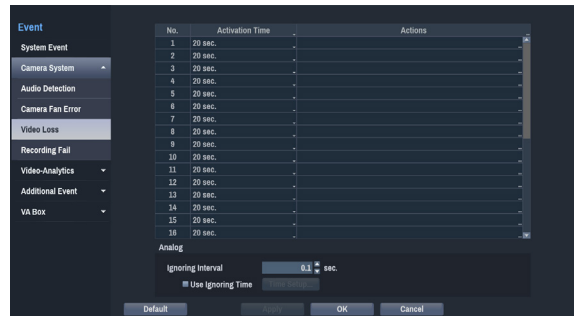 Event
System Event
Camera System
Audio Detection
Camera Fan Error
Video Loss
Recording Fail
Video-Analytics
Additional Event
VA Box
No. Activation Time Actions
1 20 sec.
2 20 sec.
3 20 sec.
4 20 sec.
5 20 sec.
6 20 sec.
7 20 sec.
8 20 sec.
9 20 sec.
10 20 sec.
11 20 sec.
12 20 sec.
13 20 sec.
14 20 sec.
15 20 sec.
16 20 sec.
Analog
Ignoring Interval 0.1 sec.
Use Ignoring Time Time Setup...
Default Apply OK Cancel